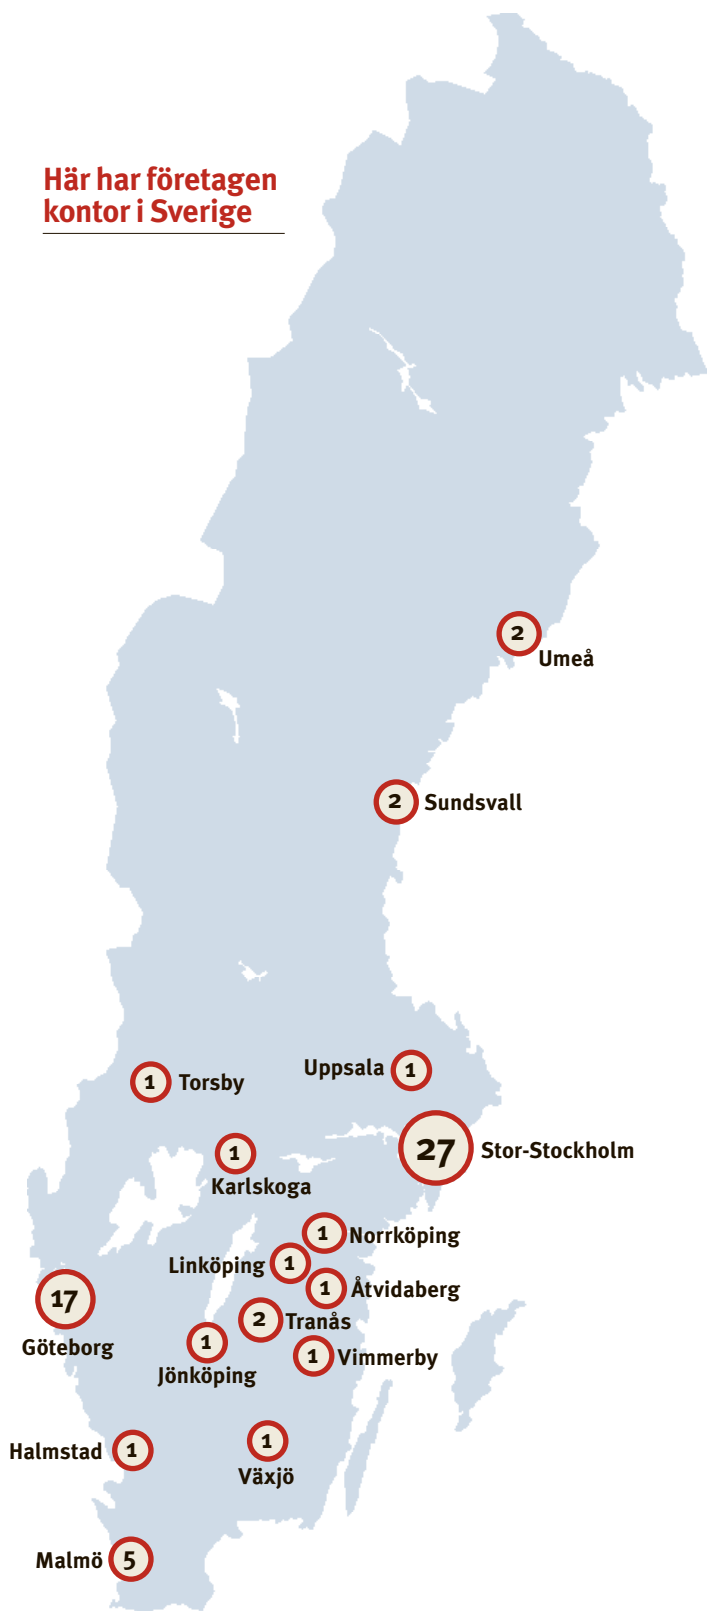 Här har företagen
kontor i Sverige
2
Umeå
2
Sundsvall
Uppsala
1
1
Torsby
27
Stor-Stockholm
1
Karlskoga
1
Norrköping
Linköping
1
1
Åtvidaberg
17
Göteborg
2
Tranås
1
Jönköping
1
Vimmerby
Halmstad
1
1
Växjö
Malmö
5